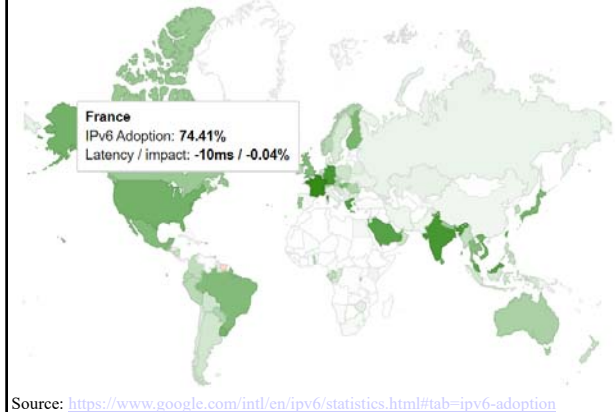 France
IPv6 Adoption: 74.41%
Latency / impact: -10ms / -0.04%
Source: https://www.google.com/intl/en/ipv6/statistics.html#tab=ipv6-adoption